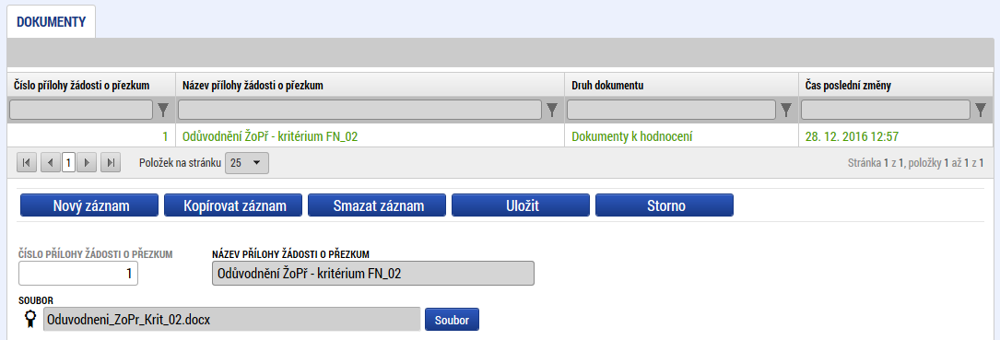 DOKUMENTY
Číslo přílohy žádosti o přezkum Název přílohy žádosti o přezkum Druh dokumentu Čas poslední změny
1 Odůvodnění ŽoPř - kritérium FN_02 Dokumenty k hodnocení 28. 12. 2016 12:57
1 Položek na stránku 25 Stránka 1 z 1, položky 1 až 1 z 1
Nový záznam Kopírovat záznam Smazat záznam Uložit Storno
ČÍSLO PŘÍLOHY ŽÁDOSTI O PŘEZKUM NÁZEV PŘÍLOHY ŽÁDOSTI O PŘEZKUM
1 Odůvodnění ŽoPř - kritérium FN_02
SOUBOR
Oduvodneni_ZoPr_Krit_02.docx Soubor